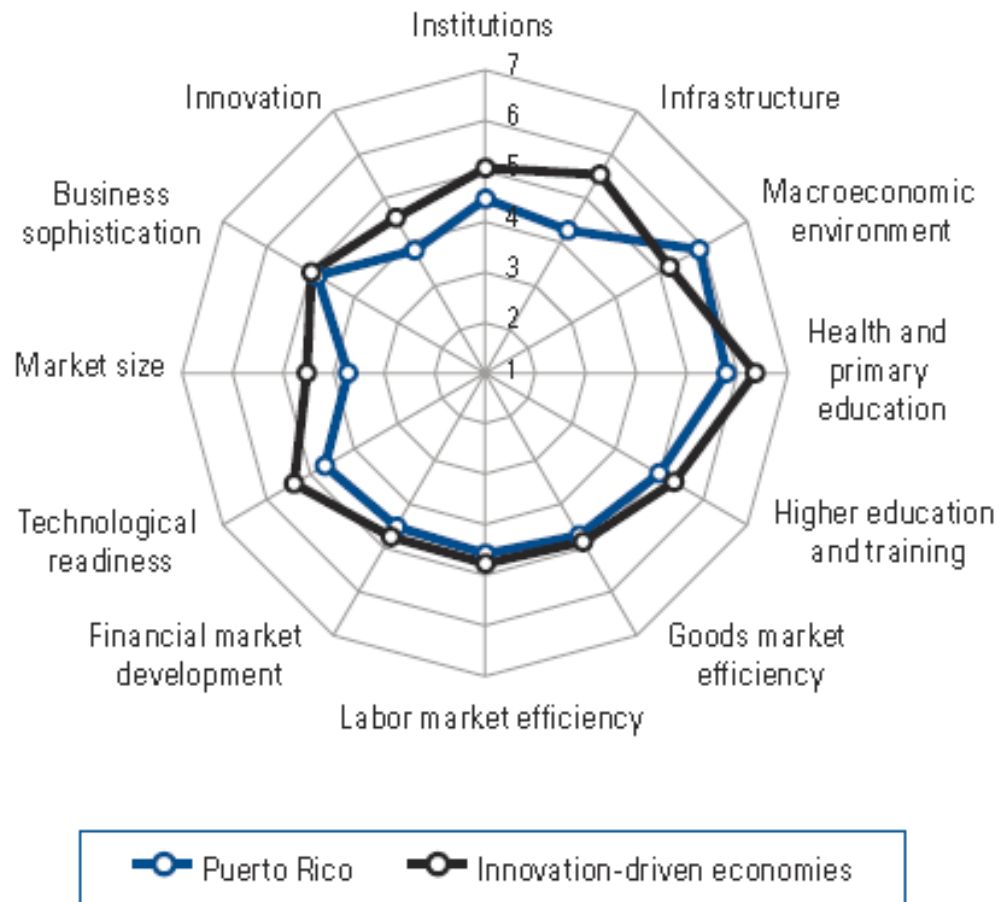 Institutions
7
Innovation
Infrastructure
6
5
Business
sophistication
Macroeconomic
environment
4
3
2
Market size
1
Health and
primary
education
Technological
readiness
Higher education
and training
Financial market
development
Goods market
efficiency
Labor market efficiency
Puerto Rico
Innovation-driven economies